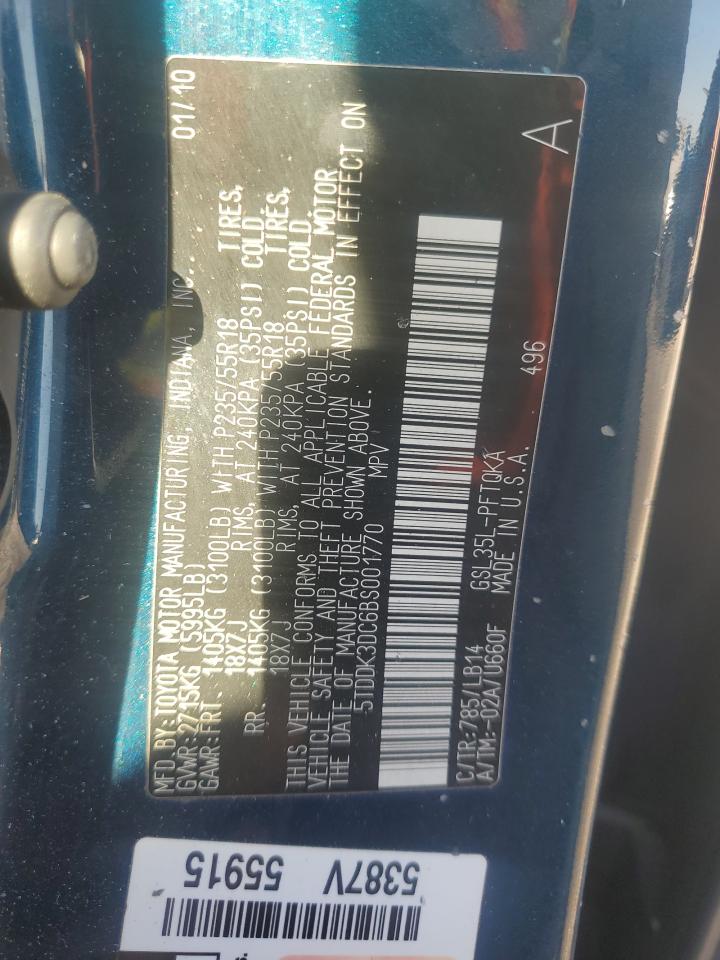 MFD. BY: TOYOTA MOTOR MANUFACTURING, INDIANA, INC. 01/10
GVWR: 2715KG (5995LB)
GAWR: FRT. 1405KG (3100LB) WITH P235/55R18 TIRES,
18X7J RIMS, AT 240KPA (35PSI) COLD
RR. 1405KG (3100LB) WITH P235/55R18 TIRES,
18X7J RIMS, AT 240KPA (35PSI) COLD.
THIS VEHICLE CONFORMS TO ALL APPLICABLE FEDERAL MOTOR
VEHICLE SAFETY AND THEFT PREVENTION STANDARDS IN EFFECT ON
THE DATE OF MANUFACTURE SHOWN ABOVE.
5TDDK3DC6BS001770 MPV
C/TR: 785/LB14 GSL35L-PFTQKA 496 A
A/TM: -02A/U660F MADE IN U.S.A.
5387V 55915